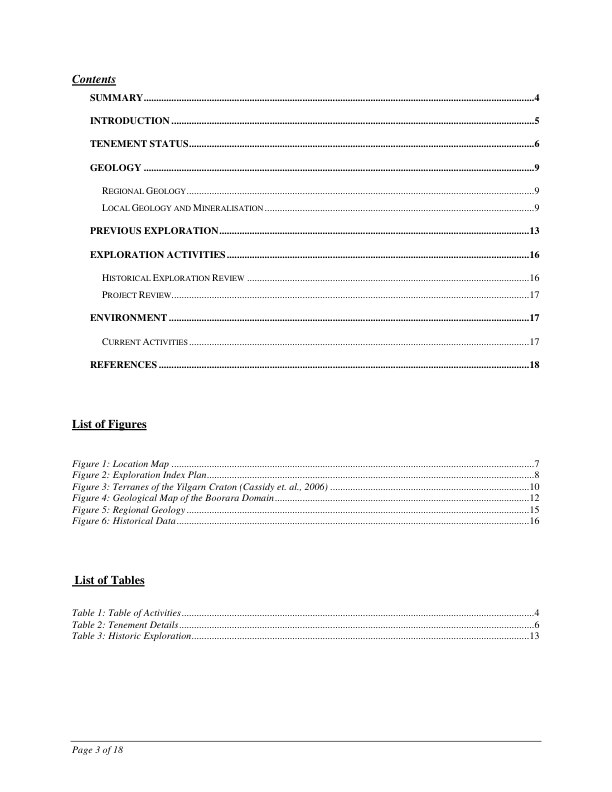 Contents
SUMMARY....................4
INTRODUCTION....................5
TENEMENT STATUS....................6
GEOLOGY....................9
REGIONAL GEOLOGY....................9
LOCAL GEOLOGY AND MINERALISATION....................9
PREVIOUS EXPLORATION....................13
EXPLORATION ACTIVITIES....................16
HISTORICAL EXPLORATION REVIEW....................16
PROJECT REVIEW....................17
ENVIRONMENT....................17
CURRENT ACTIVITIES....................17
REFERENCES....................18
List of Figures
Figure 1: Location Map....................7
Figure 2: Exploration Index Plan....................8
Figure 3: Terranes of the Yilgarn Craton (Cassidy et. al., 2006)....................10
Figure 4: Geological Map of the Boorara Domain....................12
Figure 5: Regional Geology....................15
Figure 6: Historical Data....................16
List of Tables
Table 1: Table of Activities....................4
Table 2: Tenement Details....................6
Table 3: Historic Exploration....................13
Page 3 of 18